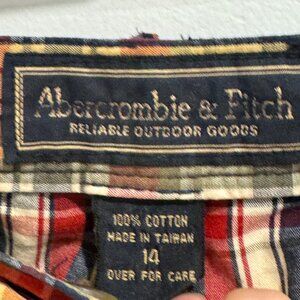 Abercrombie & Fitch
RELIABLE OUTDOOR GOODS
100% COTTON
MADE IN TAIWAN
14
OVER FOR CARE